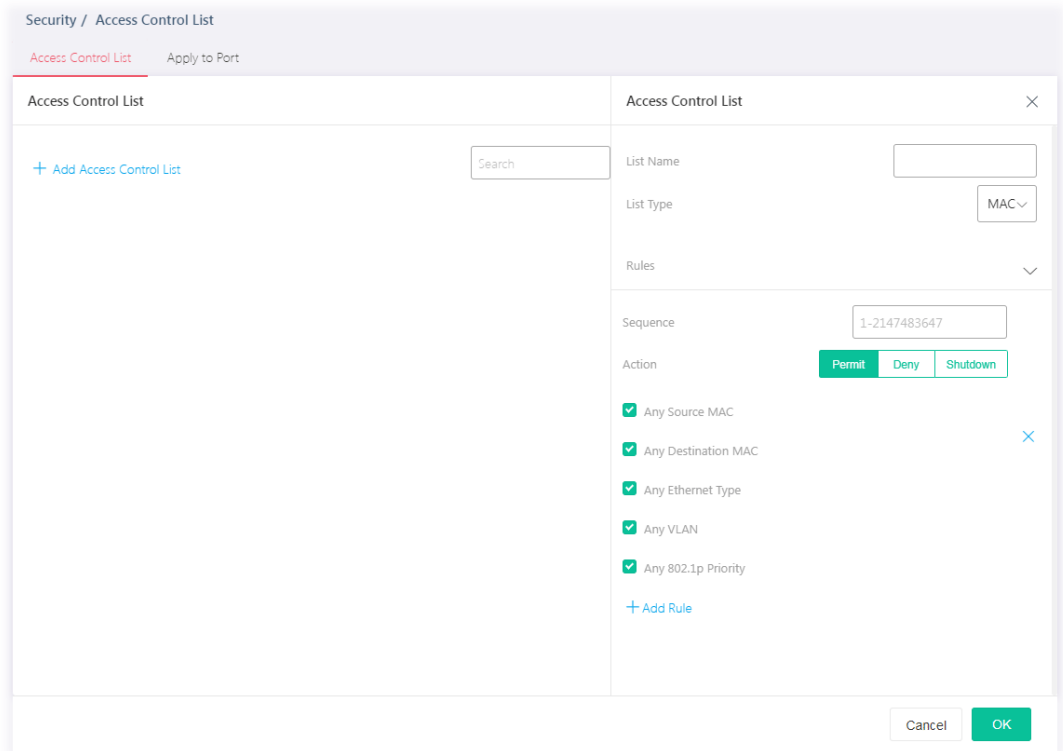 Security / Access Control List
Access Control List Apply to Port
Access Control List
+ Add Access Control List
Search
Access Control List
List Name
List Type MAC
Rules
Sequence 1-2147483647
Action Permit Deny Shutdown
Any Source MAC
Any Destination MAC
Any Ethernet Type
Any VLAN
Any 802.1p Priority
+ Add Rule
Cancel OK